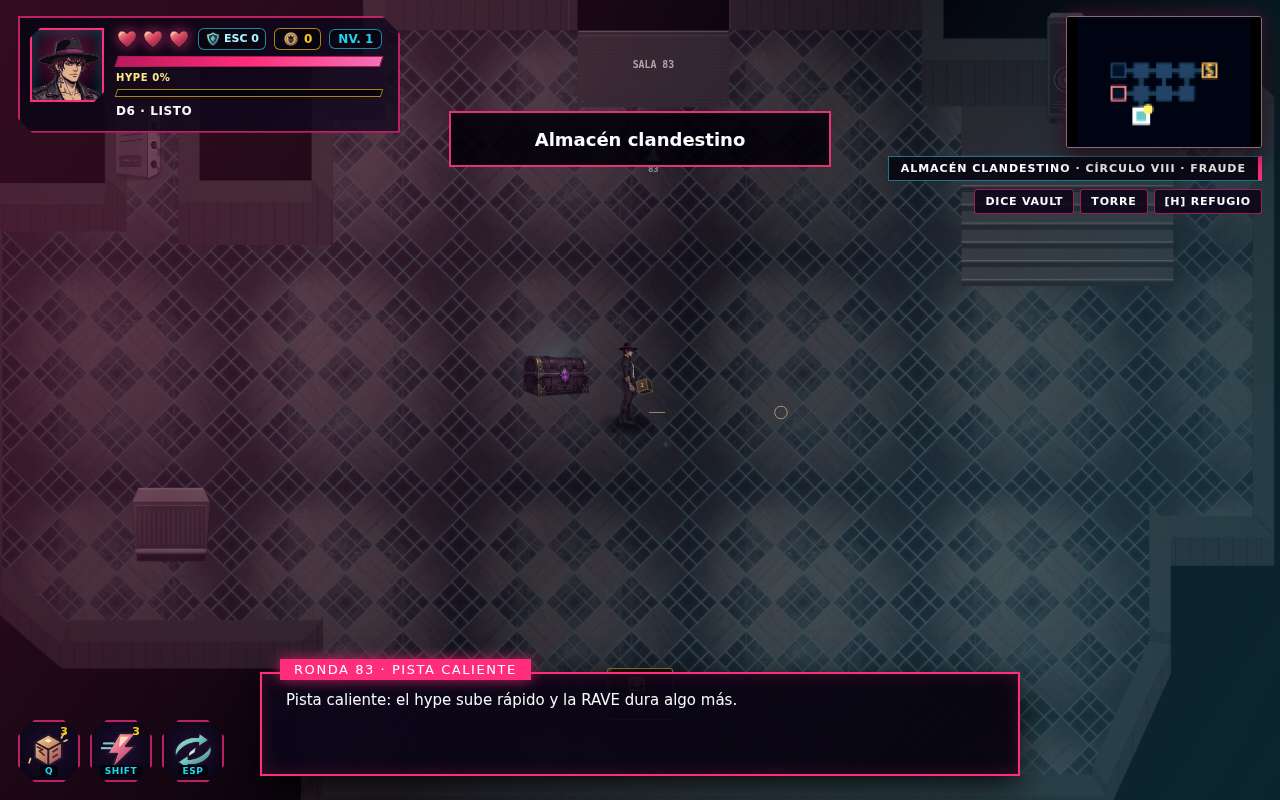 ESC 0
0
NV. 1
HYPE 0%
D6 · LISTO
SALA 83
Almacén clandestino
83
ALMACÉN CLANDESTINO · CÍRCULO VIII · FRAUDE
DICE VAULT
TORRE
[H] REFUGIO
RONDA 83 · PISTA CALIENTE
Pista caliente: el hype sube rápido y la RAVE dura algo más.
3
Q
3
SHIFT
ESP